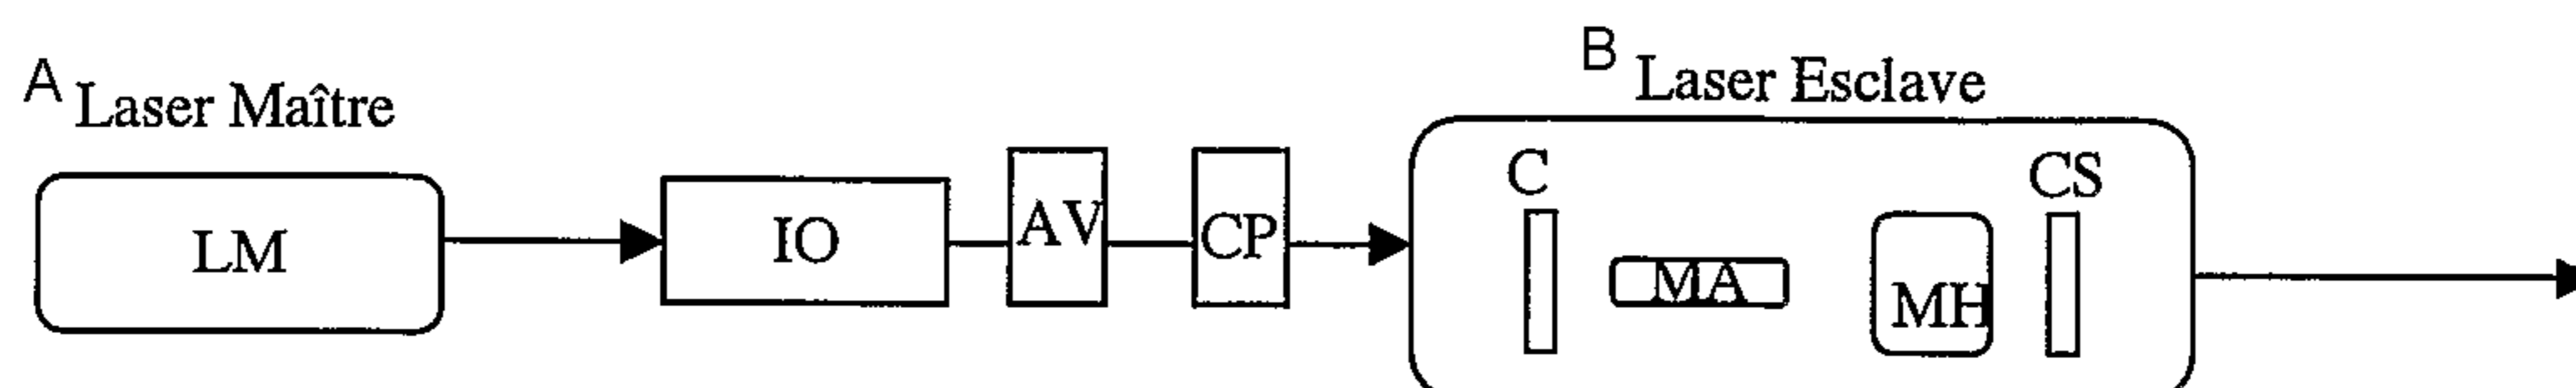 A Laser Maître
B Laser Esclave
LM
IO
AV
CP
C
MA
MH
CS